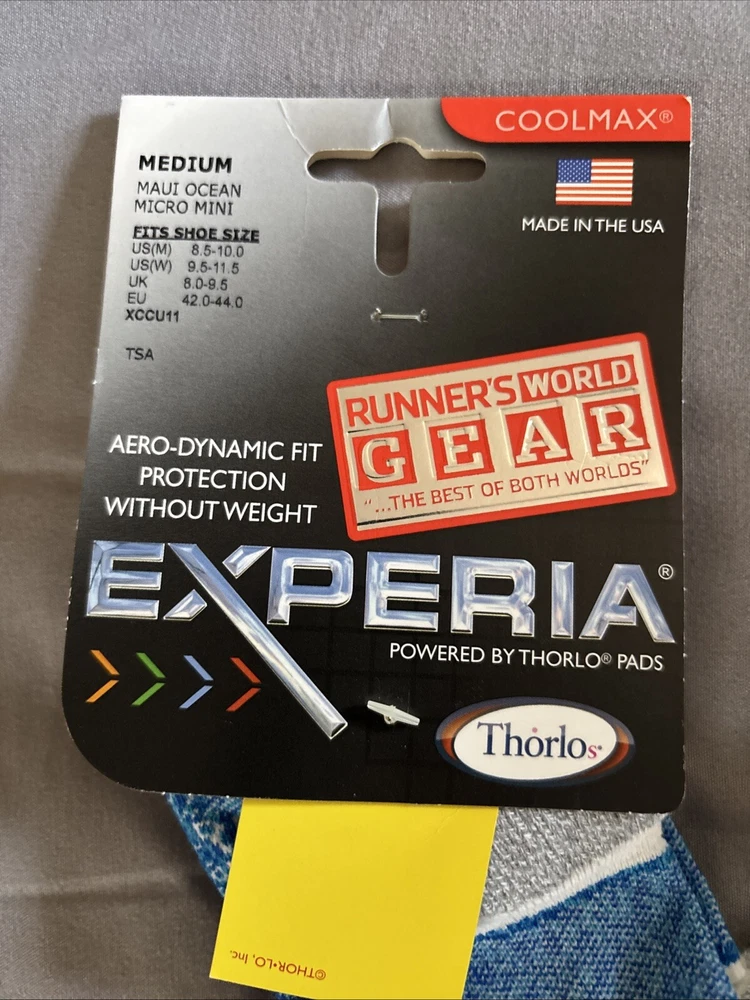 COOLMAX®
MEDIUM
MAUI OCEAN
MICRO MINI
FITS SHOE SIZE
US(M) 8.5-10.0
US(W) 9.5-11.5
UK 8.0-9.5
EU 42.0-44.0
XCCU11
TSA
MADE IN THE USA
RUNNER'S WORLD
GEAR
"...THE BEST OF BOTH WORLDS"
AERO-DYNAMIC FIT
PROTECTION
WITHOUT WEIGHT
EXPERIA®
POWERED BY THORLO® PADS
Thorlos
©THOR•LO, Inc.